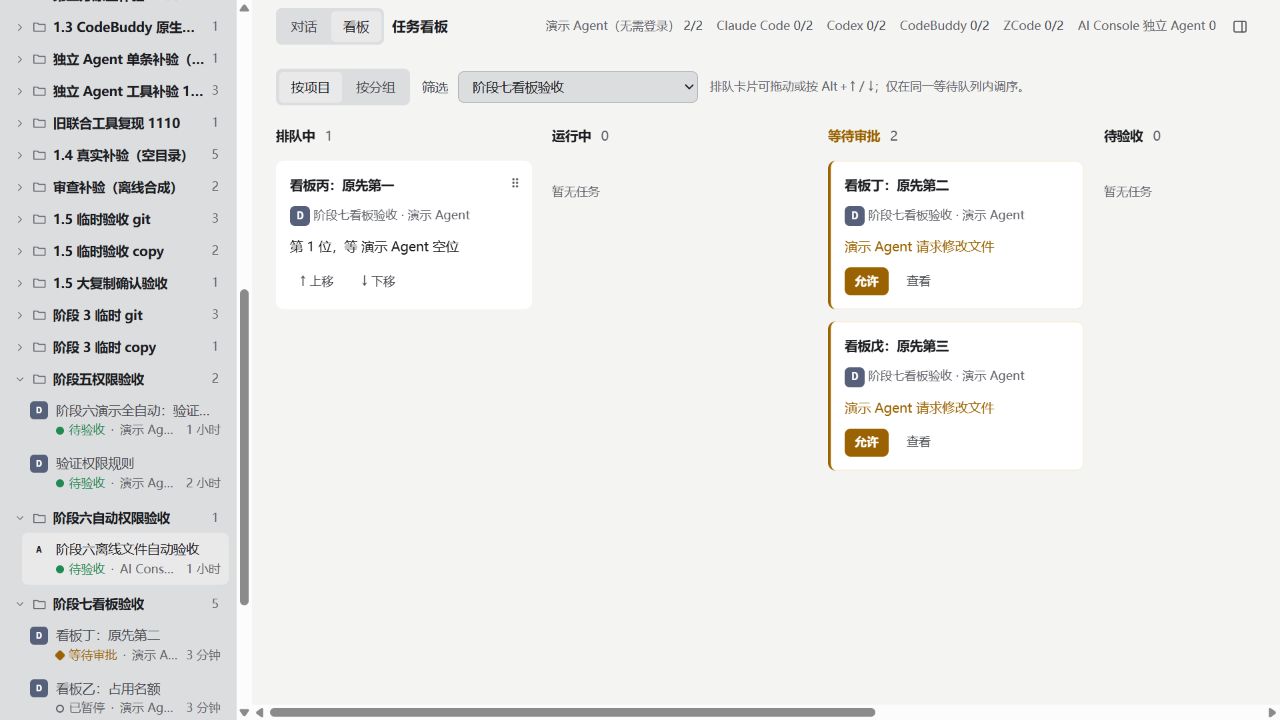 1.3 CodeBuddy 原生... 1
独立 Agent 单条补验（... 1
独立 Agent 工具补验 1... 3
旧联合工具复现 1110 1
1.4 真实补验（空目录） 5
审查补验（离线合成） 2
1.5 临时验收 git 3
1.5 临时验收 copy 2
1.5 大复制确认验收 1
阶段 3 临时 git 3
阶段 3 临时 copy 1
阶段五权限验收 2
D 阶段六演示全自动：验证...
待验收 · 演示 Ag... 1 小时
D 验证权限规则
待验收 · 演示 Ag... 2 小时
阶段六自动权限验收 1
A 阶段六离线文件自动验收
待验收 · AI Cons... 1 小时
阶段七看板验收 5
D 看板丁：原先第二
等待审批 · 演示 A... 3 分钟
D 看板乙：占用名额
已暂停 · 演示 Ag... 3 分钟
对话 看板 任务看板 演示 Agent（无需登录） 2/2 Claude Code 0/2 Codex 0/2 CodeBuddy 0/2 ZCode 0/2 AI Console 独立 Agent 0
按项目 按分组 筛选 阶段七看板验收 排队卡片可拖动或按 Alt+↑/↓；仅在同一等待队列内调序。
排队中 1
看板丙：原先第一
D 阶段七看板验收 · 演示 Agent
第 1 位，等 演示 Agent 空位
↑上移 ↓下移
运行中 0
暂无任务
等待审批 2
看板丁：原先第二
D 阶段七看板验收 · 演示 Agent
演示 Agent 请求修改文件
允许 查看
看板戊：原先第三
D 阶段七看板验收 · 演示 Agent
演示 Agent 请求修改文件
允许 查看
待验收 0
暂无任务